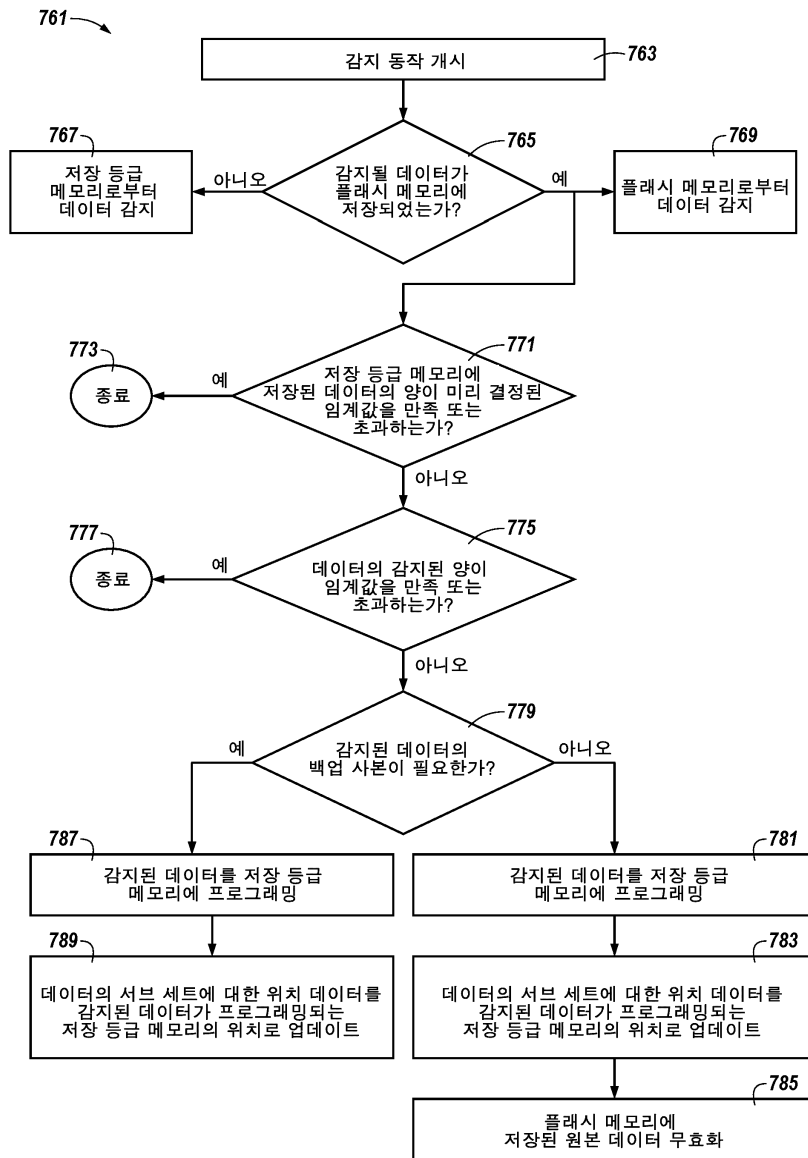 761
감지 동작 개시
763
765
감지될 데이터가
플래시 메모리에
저장되었는가?
아니오
예
767
저장 등급
메모리로부터
데이터 감지
769
플래시 메모리로부터
데이터 감지
771
저장 등급 메모리에
저장된 데이터의 양이 미리 결정된
임계값을 만족 또는
초과하는가?
예
773
종료
아니오
775
데이터의 감지된 양이
임계값을 만족 또는
초과하는가?
예
777
종료
아니오
779
감지된 데이터의
백업 사본이 필요한가?
예
아니오
787
감지된 데이터를 저장 등급
메모리에 프로그래밍
781
감지된 데이터를 저장 등급
메모리에 프로그래밍
789
데이터의 서브 세트에 대한 위치 데이터를
감지된 데이터가 프로그래밍되는
저장 등급 메모리의 위치로 업데이트
783
데이터의 서브 세트에 대한 위치 데이터를
감지된 데이터가 프로그래밍되는
저장 등급 메모리의 위치로 업데이트
785
플래시 메모리에
저장된 원본 데이터 무효화